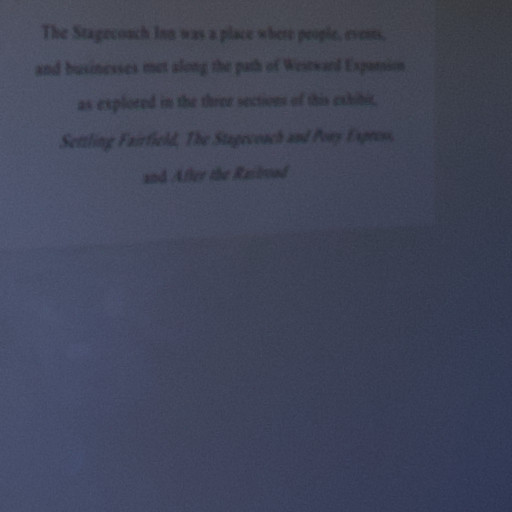 The Stagecoach Inn was a place where people, events,
and businesses met along the path of Westward Expansion
as explored in the three sections of this exhibit,
Settling Fairfield, The Stagecoach and Pony Express,
and After the Railroad